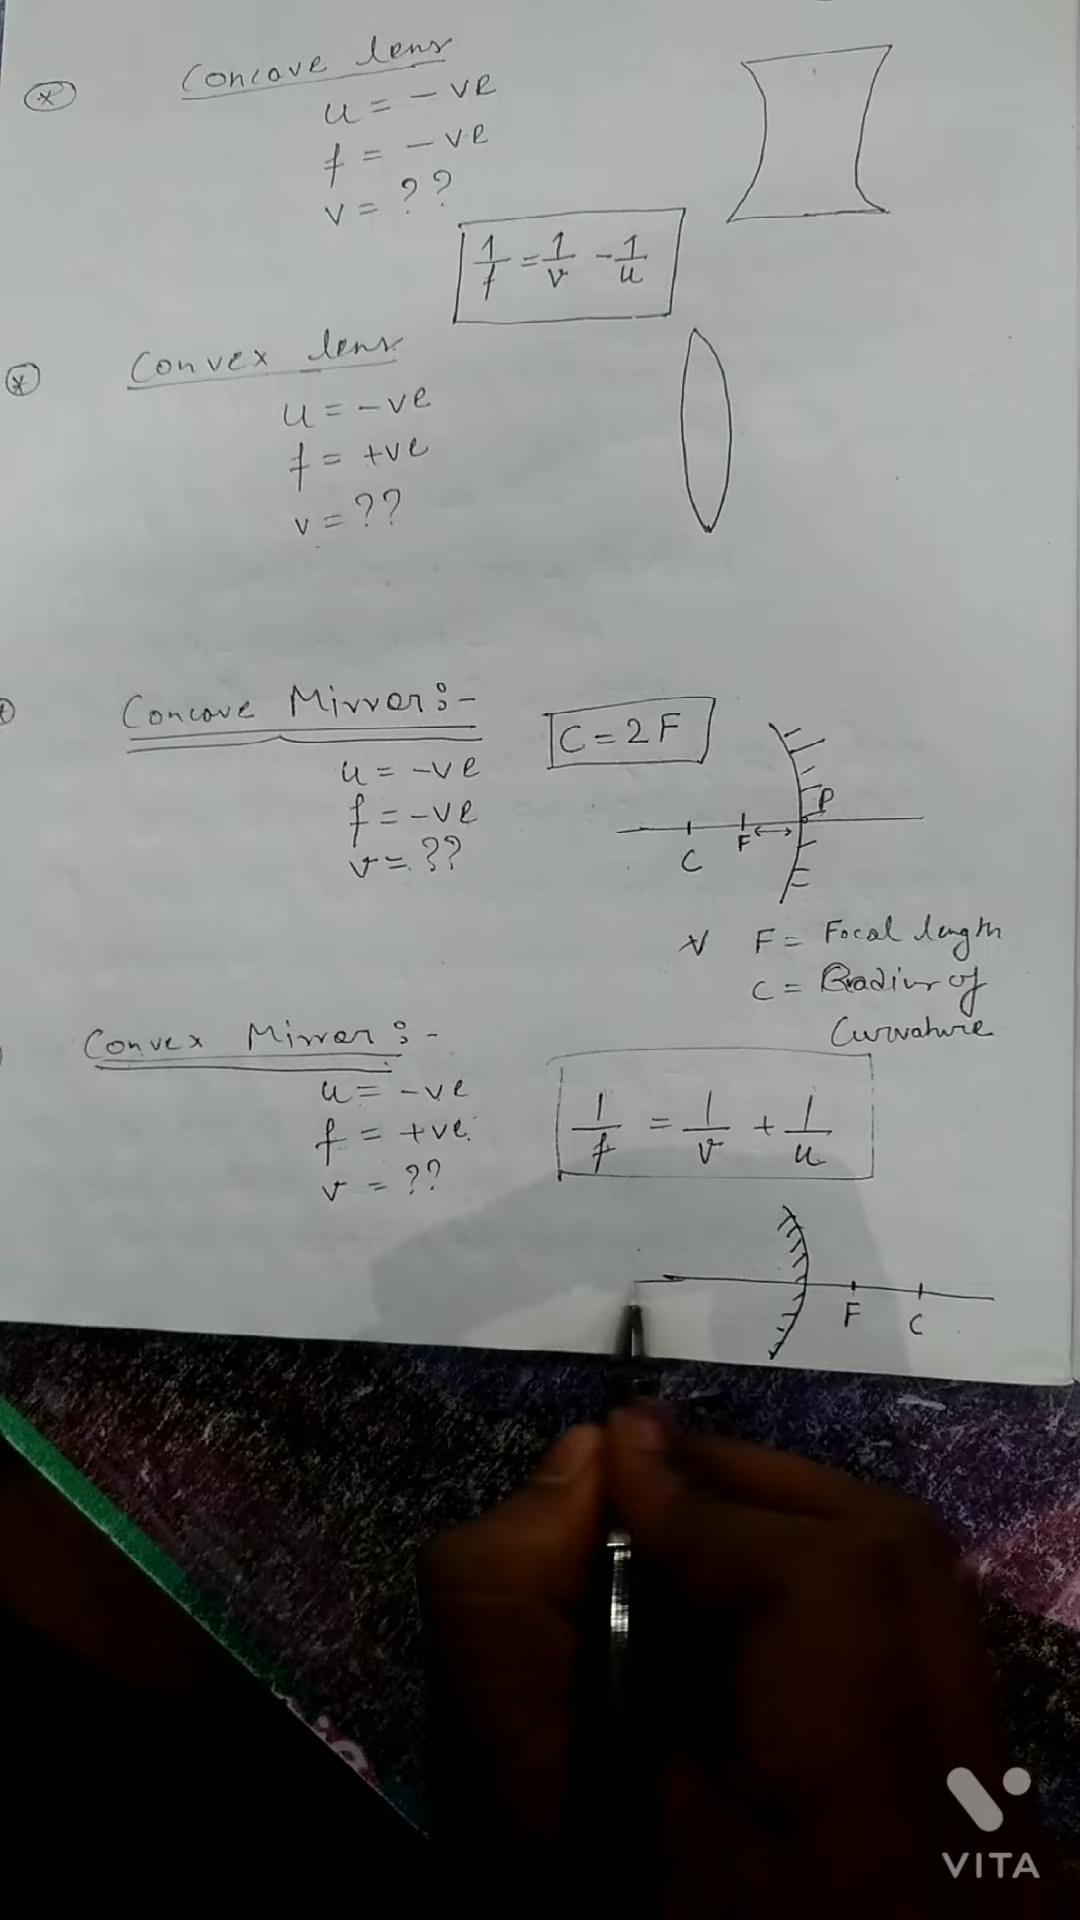 Concave lens
u = -ve
f = -ve
v = ??
1/f = 1/v - 1/u
Convex lens
u = -ve
f = +ve
v = ??
Concave Mirror:-
u = -ve
f = -ve
v = ??
C = 2F
P
C F
F = Focal length
C = Radius of
Curvature
Convex Mirror:-
u = -ve
f = +ve
v = ??
1/f = 1/v + 1/u
F C
VITA